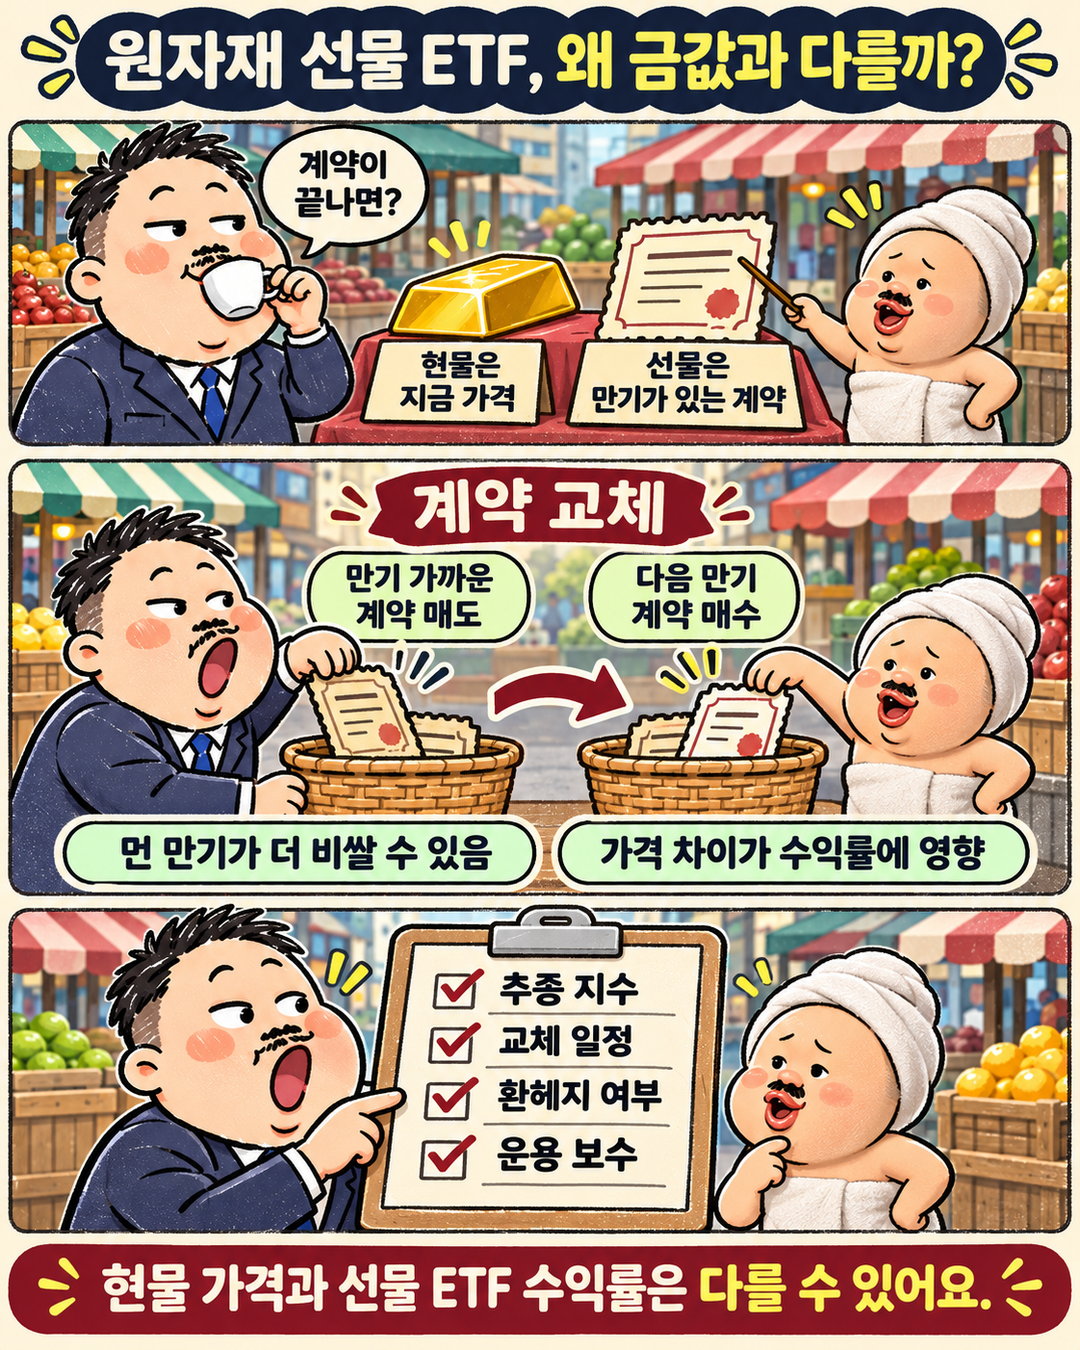 원자재 선물 ETF, 왜 금값과 다를까?
계약이
끝나면?
현물은
지금 가격
선물은
만기가 있는 계약
계약 교체
만기 가까운
계약 매도
다음 만기
계약 매수
먼 만기가 더 비쌀 수 있음
가격 차이가 수익률에 영향
추종 지수
교체 일정
환헤지 여부
운용 보수
현물 가격과 선물 ETF 수익률은 다를 수 있어요.